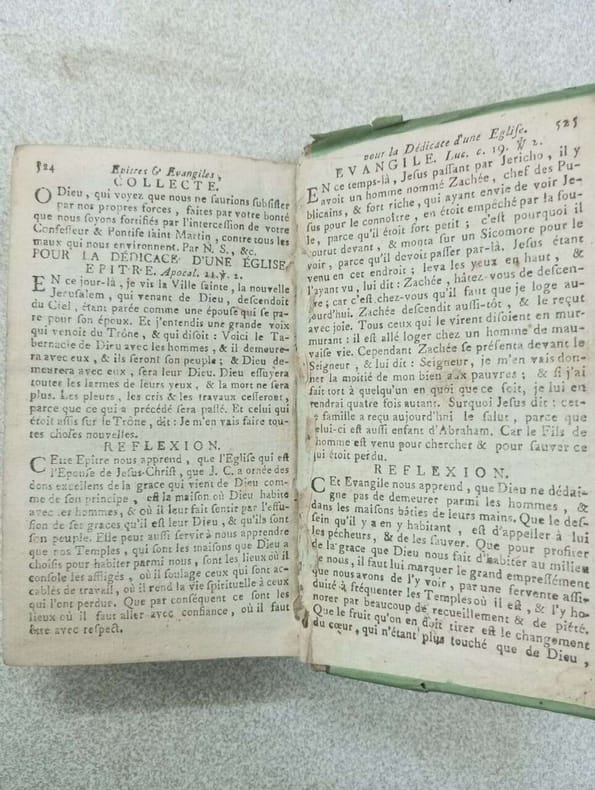 524 Epitres & Evangiles,
COLLECTE.
O Dieu, qui voyez que nous ne saurions subsister
par nos propres forces, faites par votre bonté
que nous soyons fortifiés par l'intercession de votre
Confesseur & Pontife saint Martin, contre tous les
maux qui nous environnent. Par N. S., &c.
POUR LA DÉDICACE D'UNE ÉGLISE
EPITRE. Apocal. 21. ℣. 2.
EN ce jour-là, je vis la Ville sainte, la nouvelle
Jerusalem, qui venant de Dieu, descendoit
du Ciel, étant parée comme une épouse qui se pa-
re pour son époux. Et j'entendis une grande voix
qui venoit du Trône, & qui disoit : Voici le Ta-
bernacle de Dieu avec les hommes, & il demeure-
ra avec eux, & ils seront son peuple; & Dieu de-
meurera avec eux, sera leur Dieu. Dieu essuyera
toutes les larmes de leurs yeux, & la mort ne sera
plus. Les pleurs, les cris & les travaux cesseront,
parce que ce qui a précédé sera passé. Et celui qui
étoit assis sur le Trône, dit : Je m'en vais faire tou-
tes choses nouvelles.
REFLEXION.
CEtte Epitre nous apprend, que l'Eglise qui est
l'Epouse de Jesus-Christ, que J. C. a ornée des
dons excellens de la grace qui vient de Dieu com-
me de son principe, est la maison où Dieu habite
avec les hommes, & où il leur fait sentir par l'effu-
sion de ses graces qu'il est leur Dieu, & qu'ils sont
son peuple. Elle peut aussi servir à nous apprendre
que nos Temples, qui sont les maisons que Dieu a
choisis pour habiter parmi nous, sont les lieux où il
console les affligés, où il soulage ceux qui sont ac-
cablés de travail, où il rend la vie spirituelle à ceux
qui l'ont perdue. Que par conséquent ce sont les
lieux où il faut aller avec confiance, où il faut
être avec respect.
pour la Dédicace d'une Eglise. 525
EVANGILE. Luc. c. 19. ℣ 2.
EN ce temps-là, Jesus passant par Jericho, il y
avoit un homme nommé Zachée, chef des Pu-
blicains, & fort riche, qui ayant envie de voir Je-
sus pour le connoître, en étoit empêché par la fou-
le, parce qu'il étoit fort petit; c'est pourquoi il
courut devant, & monta sur un Sicomore pour le
voir, parce qu'il devoit passer par-là. Jesus étant
venu en cet endroit; leva les yeux en haut, &
l'ayant vu, lui dit : Zachée, hâtez-vous de descen-
dre; car c'est chez-vous qu'il faut que je loge au-
jourd'hui. Zachée descendit aussi-tôt, & le reçut
avec joie. Tous ceux qui le virent disoient en mur-
murant : il est allé loger chez un homme de mau-
vaise vie. Cependant Zachée se présenta devant le
Seigneur, & lui dit : Seigneur, je m'en vais don-
ner la moitié de mon bien aux pauvres; & si j'ai
fait tort à quelqu'un en quoi que ce soit, je lui en
rendrai quatre fois autant. Surquoi Jesus dit : cet-
te famille a reçu aujourd'hui le salut, parce que
celui-ci est aussi enfant d'Abraham. Car le Fils de
l'homme est venu pour chercher & pour sauver ce
qui étoit perdu.
REFLEXION.
CEt Evangile nous apprend, que Dieu ne dédai-
gne pas de demeurer parmi les hommes, &
dans les maisons bâties de leurs mains. Que le des-
sein qu'il y a en y habitant, est d'appeler à lui
les pécheurs, & de les sauver. Que pour profiter
de la grace que Dieu nous fait d'habiter au milieu
de nous, il faut lui marquer le grand empressement
que nous avons de l'y voir, par une fervente assi-
duité à fréquenter les Temples où il est, & l'y ho-
norer par beaucoup de recueillement & de piété.
Que le fruit qu'on en doit tirer est le changement
du cœur, qui n'étant plus touché que de Dieu,